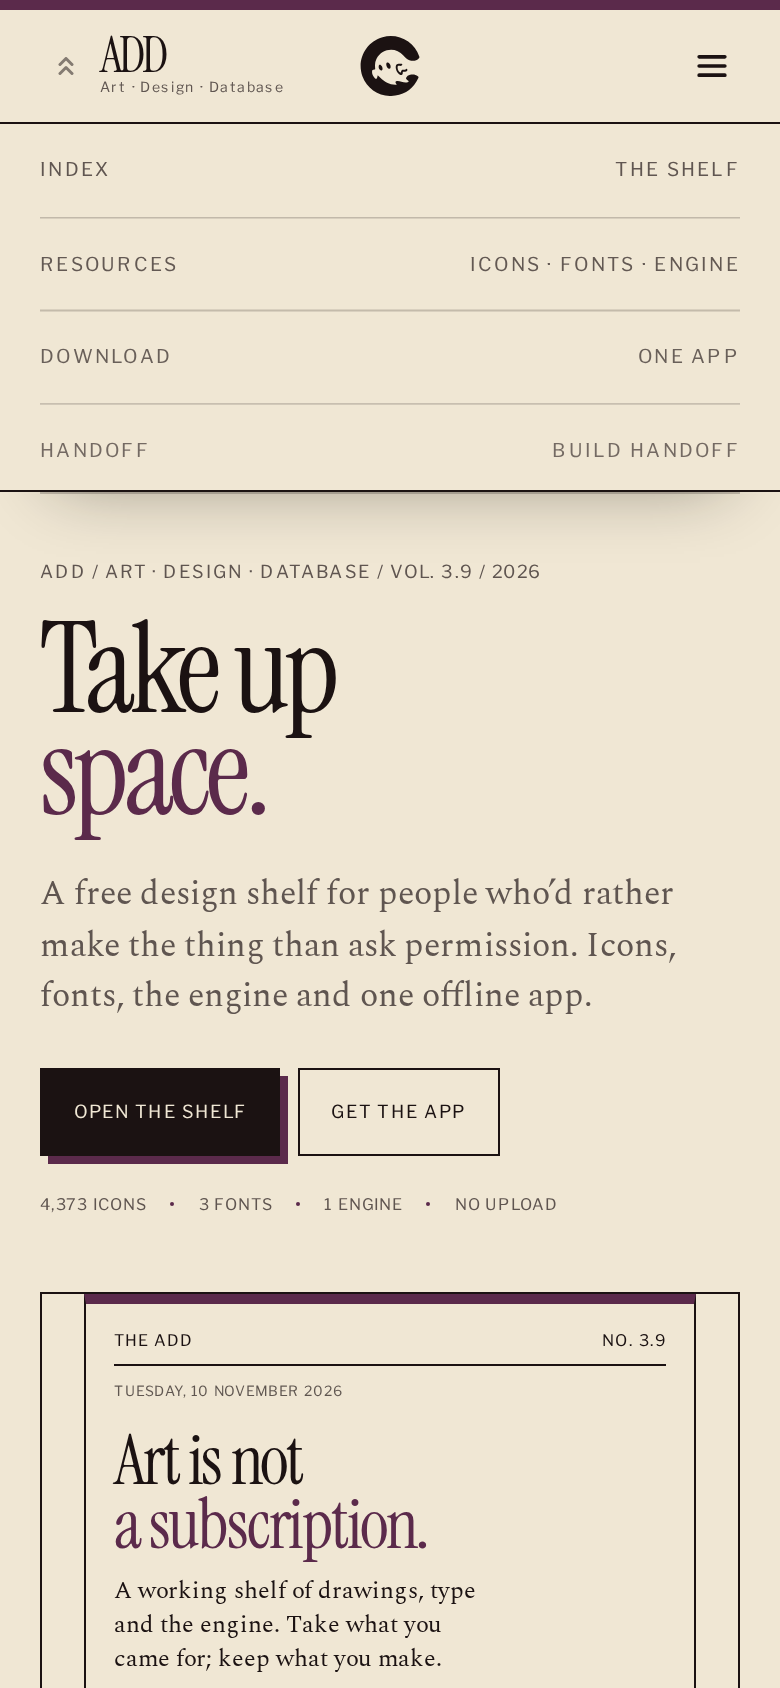 ADD
Art · Design · Database
INDEX THE SHELF
RESOURCES ICONS · FONTS · ENGINE
DOWNLOAD ONE APP
HANDOFF BUILD HANDOFF
ADD / ART · DESIGN · DATABASE / VOL. 3.9 / 2026
Take up
space.
A free design shelf for people who’d rather
make the thing than ask permission. Icons,
fonts, the engine and one offline app.
OPEN THE SHELF GET THE APP
4,373 ICONS • 3 FONTS • 1 ENGINE • NO UPLOAD
THE ADD NO. 3.9
TUESDAY, 10 NOVEMBER 2026
Art is not
a subscription.
A working shelf of drawings, type
and the engine. Take what you
came for; keep what you make.